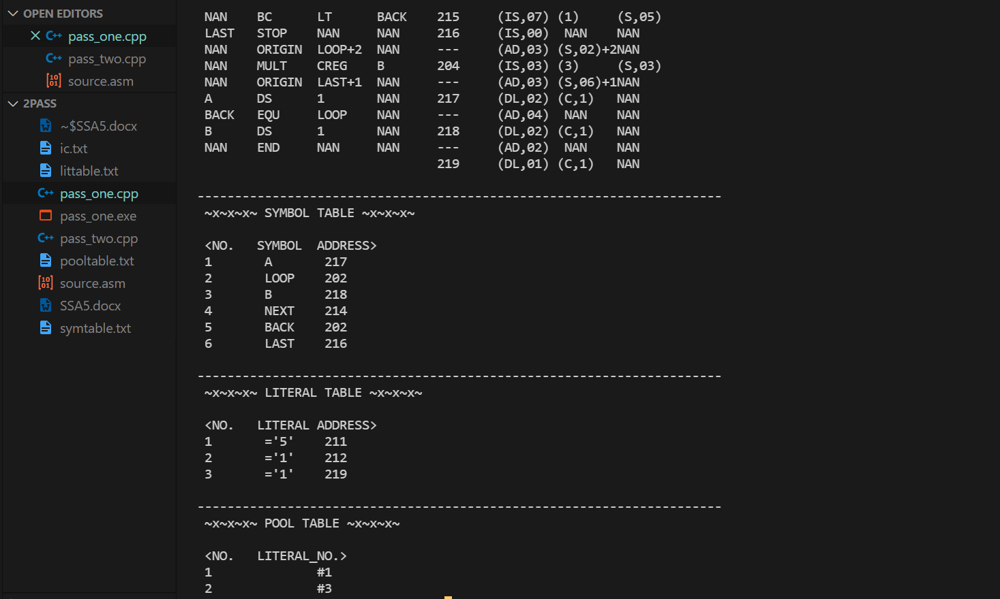 OPEN EDITORS
C++ pass_one.cpp
C++ pass_two.cpp
source.asm
2PASS
~$SSA5.docx
ic.txt
littable.txt
C++ pass_one.cpp
pass_one.exe
C++ pass_two.cpp
pooltable.txt
source.asm
SSA5.docx
symtable.txt
NAN BC LT BACK 215 (IS,07) (1) (S,05)
LAST STOP NAN NAN 216 (IS,00) NAN NAN
NAN ORIGIN LOOP+2 NAN --- (AD,03) (S,02)+2NAN
NAN MULT CREG B 204 (IS,03) (3) (S,03)
NAN ORIGIN LAST+1 NAN --- (AD,03) (S,06)+1NAN
A DS 1 NAN 217 (DL,02) (C,1) NAN
BACK EQU LOOP NAN --- (AD,04) NAN NAN
B DS 1 NAN 218 (DL,02) (C,1) NAN
NAN END NAN NAN --- (AD,02) NAN NAN
219 (DL,01) (C,1) NAN
----------------------------------------------------------------------
~x~x~x~ SYMBOL TABLE ~x~x~x~
<NO. SYMBOL ADDRESS>
1 A 217
2 LOOP 202
3 B 218
4 NEXT 214
5 BACK 202
6 LAST 216
----------------------------------------------------------------------
~x~x~x~ LITERAL TABLE ~x~x~x~
<NO. LITERAL ADDRESS>
1 ='5' 211
2 ='1' 212
3 ='1' 219
----------------------------------------------------------------------
~x~x~x~ POOL TABLE ~x~x~x~
<NO. LITERAL_NO.>
1 #1
2 #3